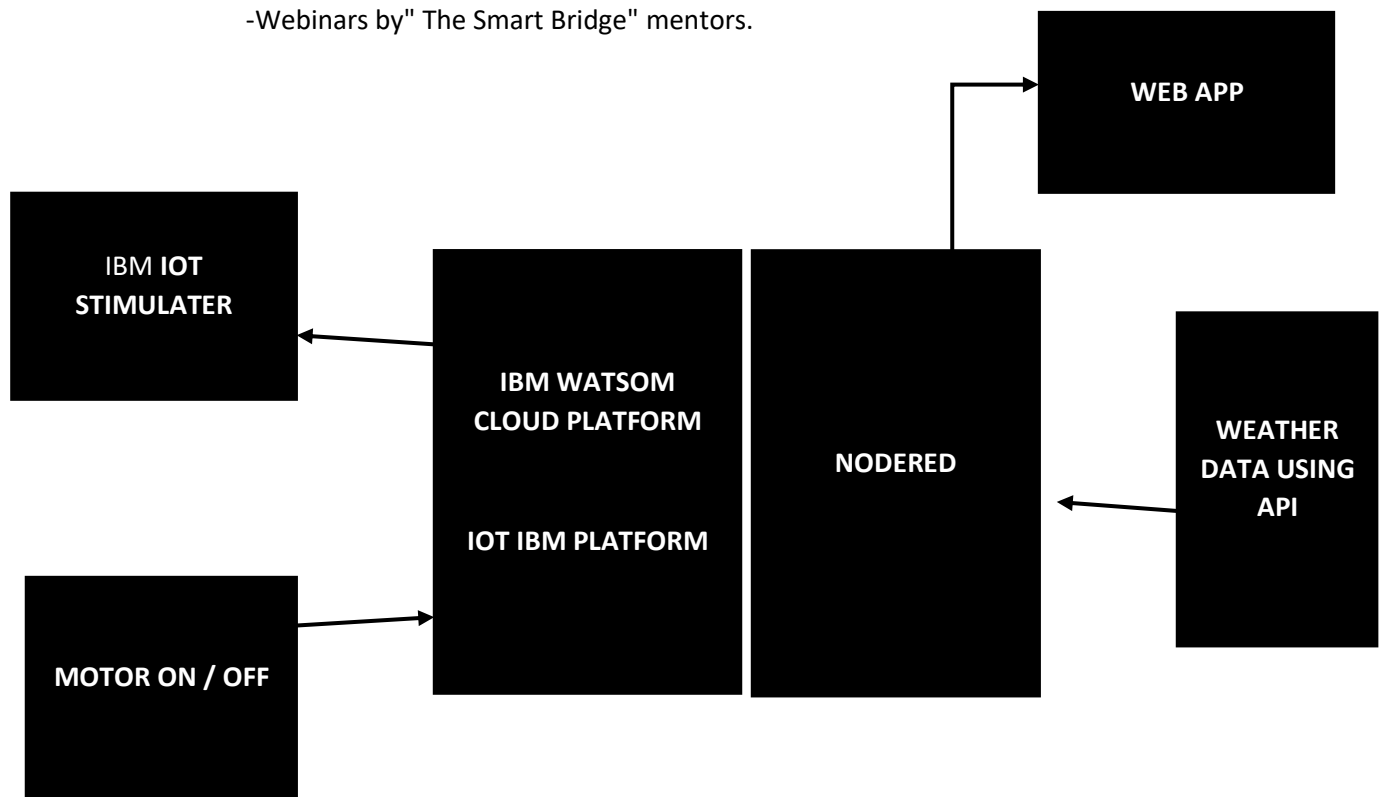 -Webinars by" The Smart Bridge" mentors.
WEB APP
IBM IOT
STIMULATER
IBM WATSOM
CLOUD PLATFORM
IOT IBM PLATFORM
NODERED
WEATHER
DATA USING
API
MOTOR ON / OFF